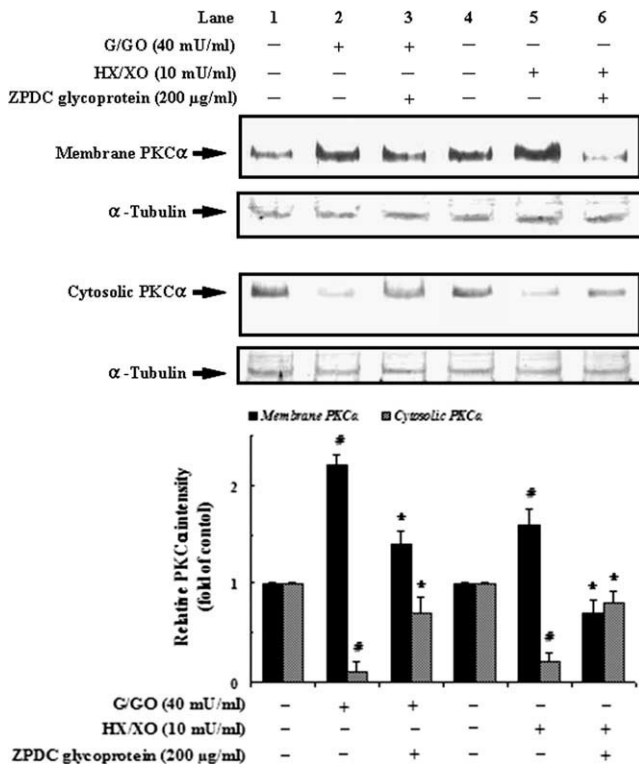 Lane 1 2 3 4 5 6
G/GO (40 mU/ml) – + + – – –
HX/XO (10 mU/ml) – – – – + +
ZPDC glycoprotein (200 µg/ml) – – + – – +
Membrane PKCα
α-Tubulin
Cytosolic PKCα
α-Tubulin
Membrane PKCα Cytosolic PKCα
Relative PKCα intensity
(fold of contol)
2
1
0
# # * * # # * *
G/GO (40 mU/ml) – + + – – –
HX/XO (10 mU/ml) – – – – + +
ZPDC glycoprotein (200 µg/ml) – – + – – +